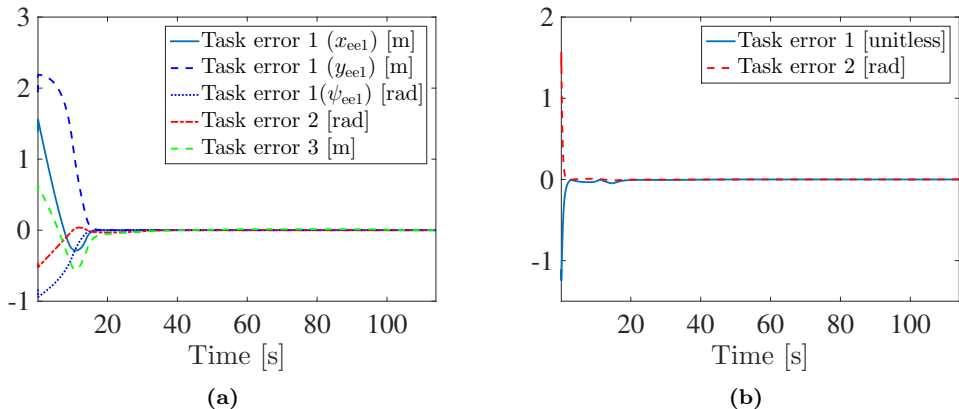 3
2
1
0
-1
20
40
60
80
100
Time [s]
Task error 1 (x_ee1) [m]
Task error 1 (y_ee1) [m]
Task error 1(ψ_ee1) [rad]
Task error 2 [rad]
Task error 3 [m]
(a)
2
1
0
-1
20
40
60
80
100
Time [s]
Task error 1 [unitless]
Task error 2 [rad]
(b)